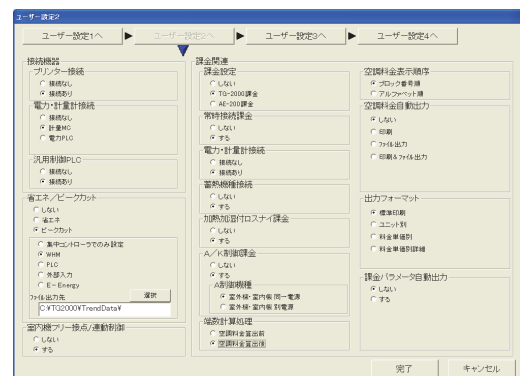 ユーザー設定2
ユーザー設定1へ
ユーザー設定2へ
ユーザー設定3へ
ユーザー設定4へ
接続機器
プリンター接続
接続なし
接続あり
電力・計量計接続
接続なし
計量MC
電力PLC
汎用制御PLC
接続なし
接続あり
省エネ／ピークカット
しない
省エネ
ピークカット
集中コントローラでのみ設定
WHM
PLC
外部入力
E-Energy
ファイル出力先
選択
C:¥TG2000¥TrendData¥
室内機フリー接点/連動制御
しない
する
課金関連
課金設定
しない
TG-2000課金
AE-200課金
常時接続課金
しない
する
電力・計量計接続
接続なし
接続あり
蓄熱機種接続
しない
する
加熱加湿付ロスナイ課金
しない
する
A／K制御課金
しない
する
A制御機種
室外機・室内機 同一電源
室外機・室内機 別電源
端数計算処理
空調料金算出前
空調料金算出後
空調料金表示順序
ブロック番号順
アルファベット順
空調料金自動出力
しない
印刷
ファイル出力
印刷＆ファイル出力
出力フォーマット
標準印刷
ユニット別
料金単価別
料金単価別詳細
課金パラメータ自動出力
しない
する
完了
キャンセル